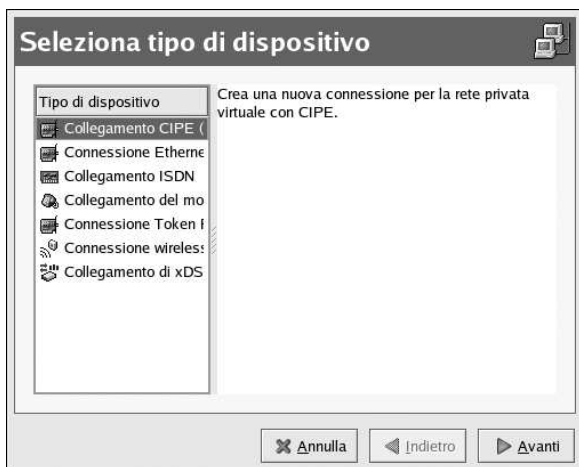 Seleziona tipo di dispositivo
Tipo di dispositivo
Collegamento CIPE (
Connessione Etherne
Collegamento ISDN
Collegamento del mo
Connessione Token
Connessione wireles
Collegamento di xDS
Crea una nuova connessione per la rete privata
virtuale con CIPE.
Annulla
Indietro
Avanti